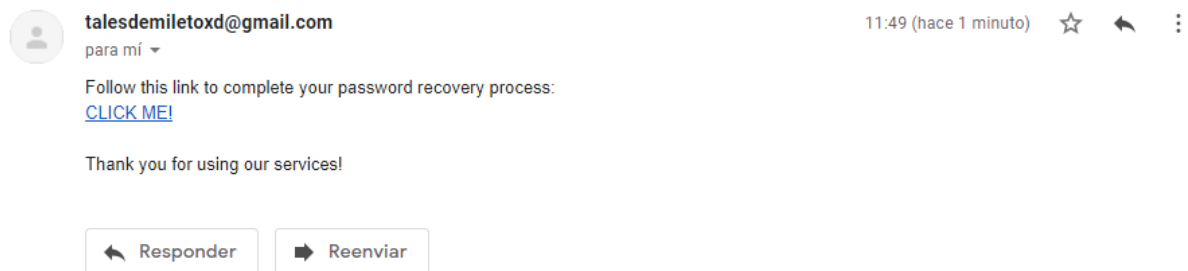 talesdemiletoxd@gmail.com 11:49 (hace 1 minuto)
para mí
Follow this link to complete your password recovery process:
CLICK ME!
Thank you for using our services!
Responder Reenviar